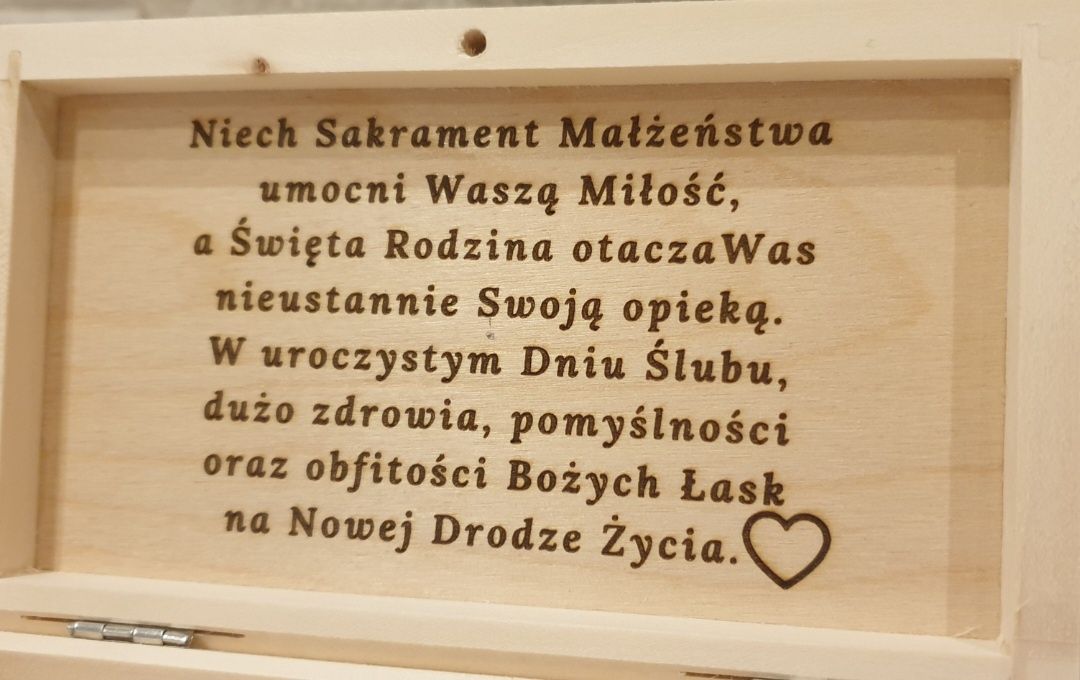 Niech Sakrament Małżeństwa
umocni Waszą Miłość,
a Święta Rodzina otaczaWas
nieustannie Swoją opieką.
W uroczystym Dniu Ślubu,
dużo zdrowia, pomyślności
oraz obfitości Bożych Łask
na Nowej Drodze Życia.